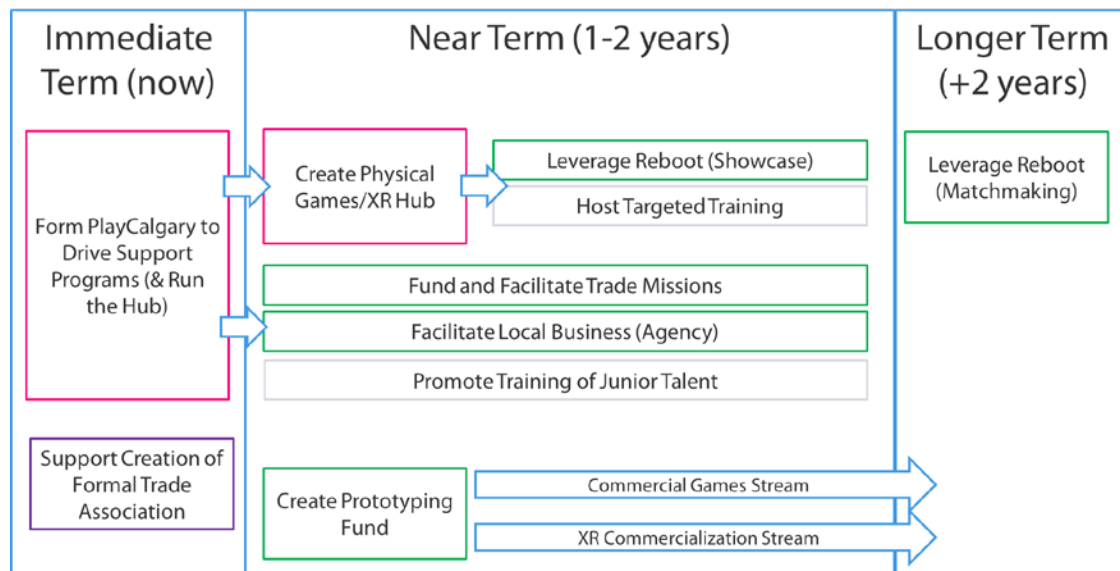 Immediate
Term (now)
Near Term (1-2 years)
Longer Term
(+2 years)
Form PlayCalgary to
Drive Support
Programs (& Run
the Hub)
Create Physical
Games/XR Hub
Leverage Reboot (Showcase)
Host Targeted Training
Leverage Reboot
(Matchmaking)
Fund and Facilitate Trade Missions
Facilitate Local Business (Agency)
Promote Training of Junior Talent
Support Creation of
Formal Trade
Association
Create Prototyping
Fund
Commercial Games Stream
XR Commercialization Stream